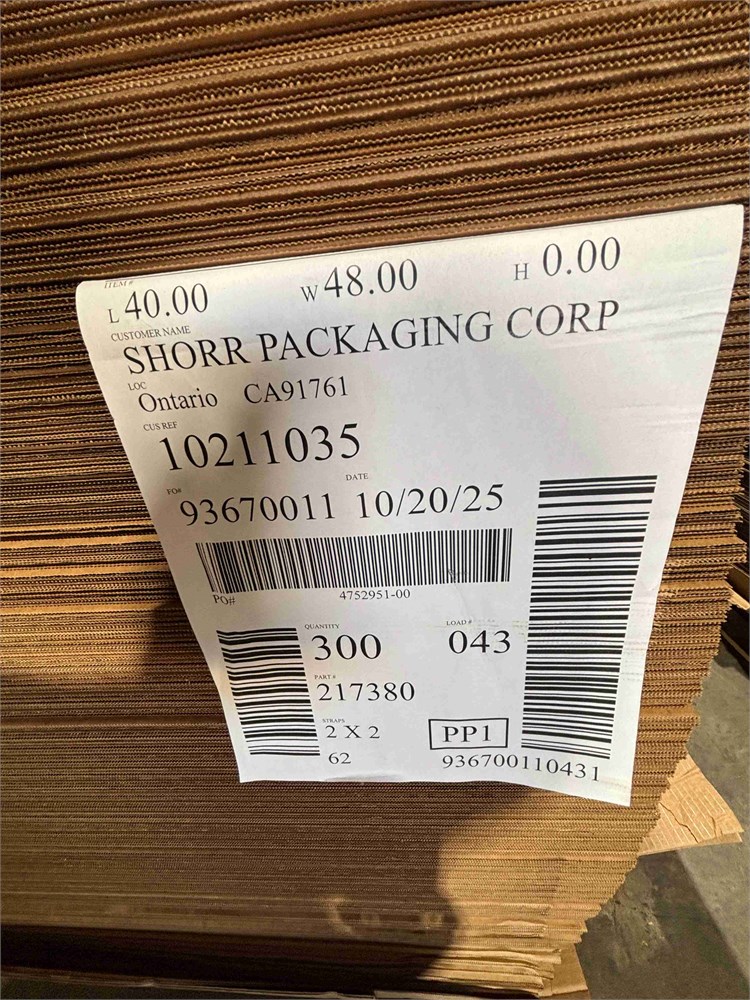 ITEM#
L 40.00 W 48.00 H 0.00
CUSTOMER NAME
SHORR PACKAGING CORP
LOC
Ontario CA91761
CUS REF
10211035
FO# DATE
93670011 10/20/25
PO# 4752951-00
QUANTITY LOAD #
300 043
PART #
217380
STRAPS
2 X 2 PP1
62 936700110431